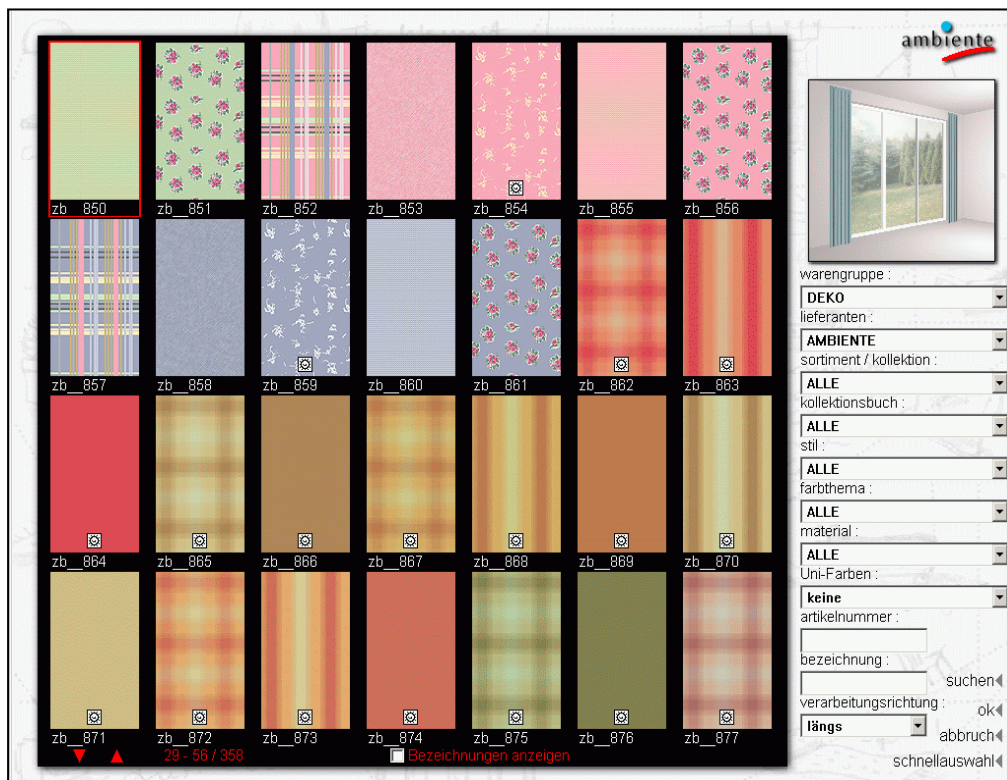 ambiente
zb__850 zb__851 zb__852 zb__853 zb__854 zb__855 zb__856
zb__857 zb__858 zb__859 zb__860 zb__861 zb__862 zb__863
zb__864 zb__865 zb__866 zb__867 zb__868 zb__869 zb__870
zb__871 zb__872 zb__873 zb__874 zb__875 zb__876 zb__877
29 - 56 / 358 Bezeichnungen anzeigen
warengruppe :
DEKO
lieferanten :
AMBIENTE
sortiment / kollektion :
ALLE
kollektionsbuch :
ALLE
stil :
ALLE
farbthema :
ALLE
material :
ALLE
Uni-Farben :
keine
artikelnummer :
bezeichnung :
suchen
verarbeitungsrichtung :
ok
längs
abbruch
schnellauswahl